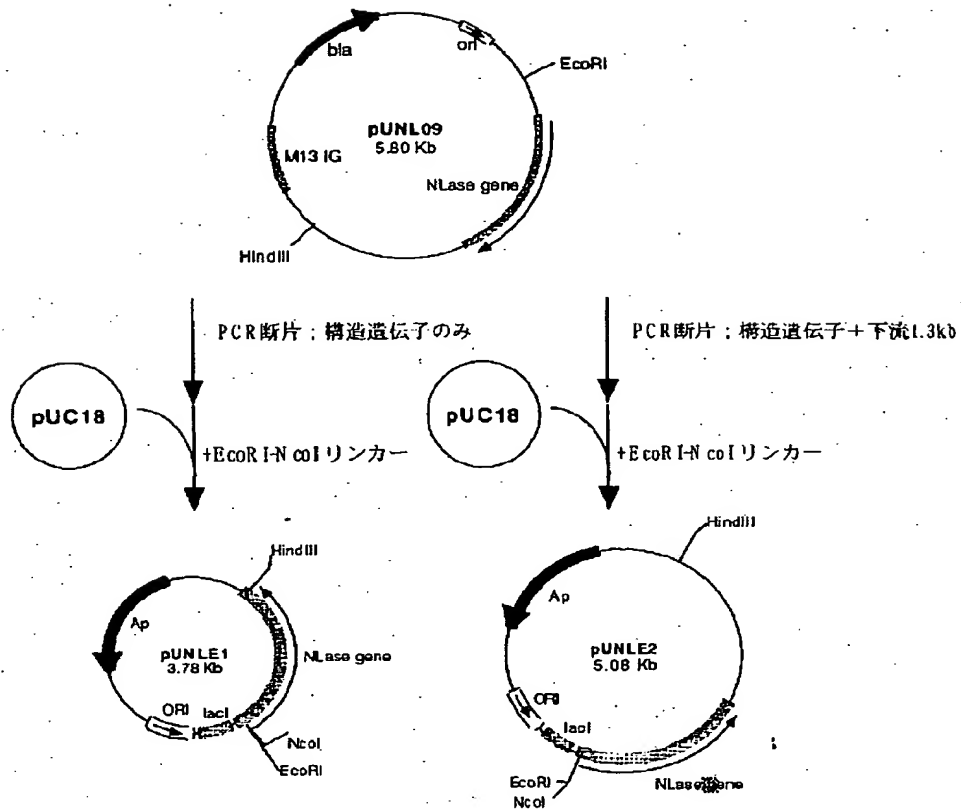 bla
ori
EcoRI
pUNL09
5.80 Kb
M13 IG
NLase gene
HindIII
PCR断片；構造遺伝子のみ
PCR断片；構造遺伝子＋下流1.3kb
pUC18
+EcoRI-NcoIリンカー
pUC18
+EcoRI-NcoIリンカー
HindIII
Ap
pUNLE1
3.78 Kb
NLase gene
ORI
lacI
NcoI
EcoRI
HindIII
Ap
pUNLE2
5.08 Kb
ORI
lacI
EcoRI
NcoI
NLase gene